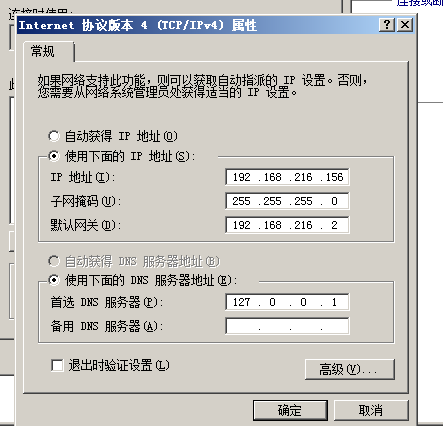 Internet 协议版本 4 (TCP/IPv4) 属性
常规
如果网络支持此功能，则可以获取自动指派的 IP 设置。否则，
您需要从网络系统管理员处获得适当的 IP 设置。
自动获得 IP 地址(O)
使用下面的 IP 地址(S):
IP 地址(I): 192 .168 .216 .156
子网掩码(U): 255 .255 .255 . 0
默认网关(D): 192 .168 .216 . 2
自动获得 DNS 服务器地址(B)
使用下面的 DNS 服务器地址(E):
首选 DNS 服务器(P): 127 . 0 . 0 . 1
备用 DNS 服务器(A): . . .
退出时验证设置(L)
高级(V)...
确定 取消